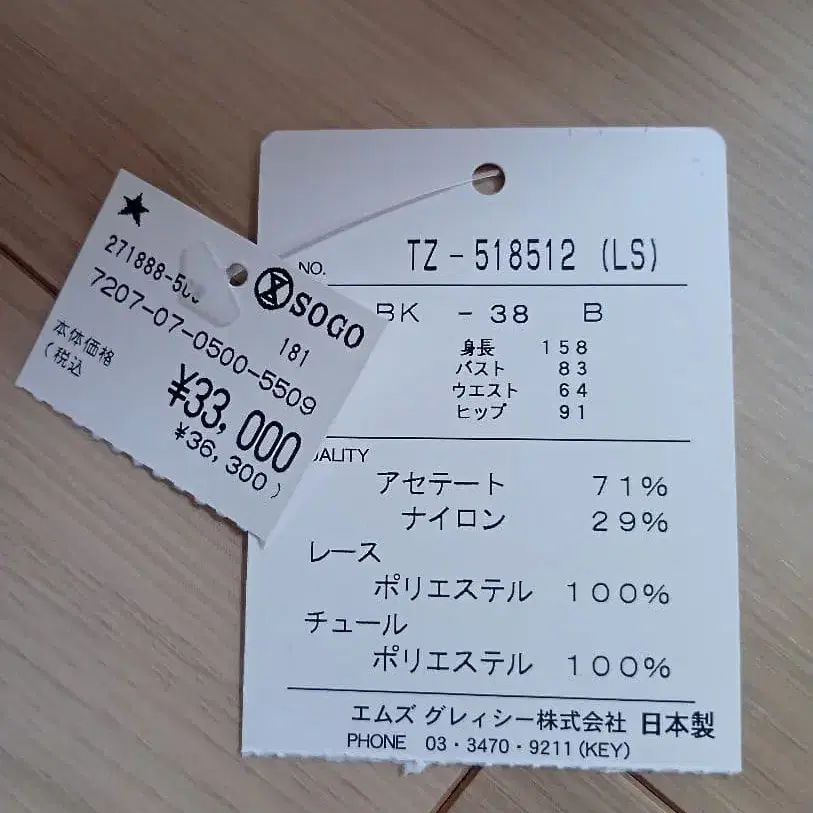 ★
271888-50
7207-07-0500-5509
SOGO
181
本体価格
¥33,000
(税込
¥36,300)
NO. TZ-518512 (LS)
BK - 38 B
身長 158
バスト 83
ウエスト 64
ヒップ 91
UALITY
アセテート 71%
ナイロン 29%
レース
ポリエステル 100%
チュール
ポリエステル 100%
エムズ グレィシー株式会社 日本製
PHONE 03・3470・9211(KEY)